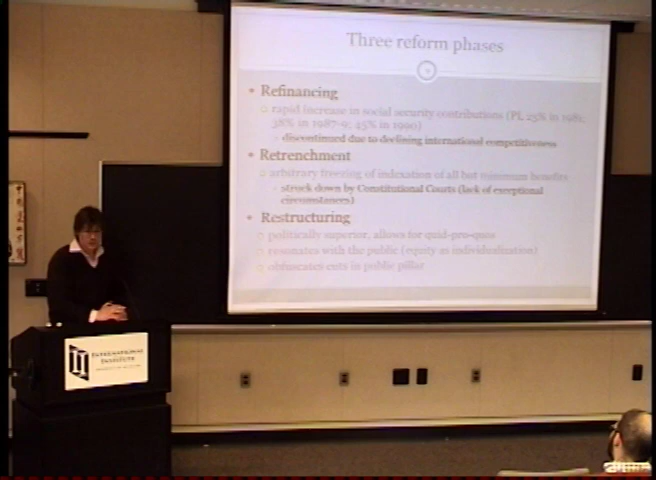 Three reform phases
Refinancing
rapid increase in social security contributions (PL 25% in 1981,
38% in 1987-9; 45% in 1990)
discontinued due to declining international competitiveness
Retrenchment
arbitrary freezing of indexation of all but minimum benefits
struck down by Constitutional Courts (lack of exceptional
circumstances)
Restructuring
politically superior, allows for quid-pro-quos
resonates with the public (equity as individualization)
obfuscates cuts in public pillar
INTERNATIONAL
INSTITUTE